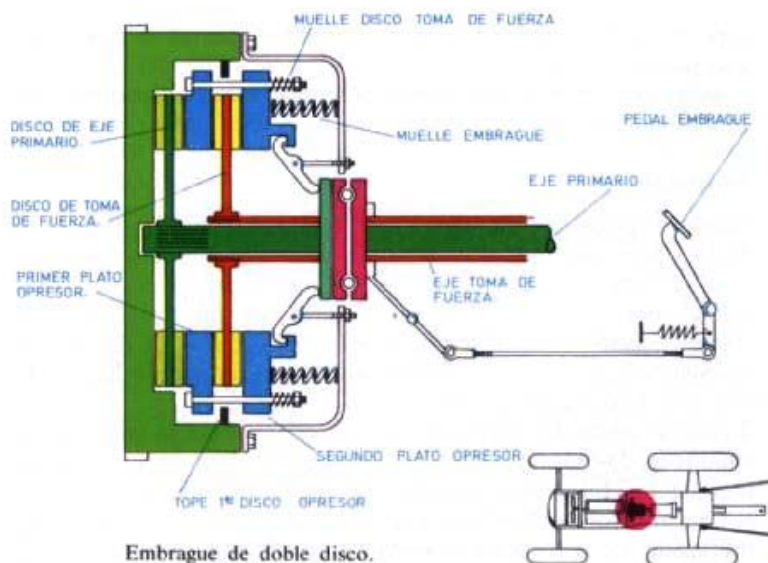 MUELLE DISCO TOMA DE FUERZA
DISCO DE EJE
PRIMARIO.
MUELLE EMBRAGUE
PEDAL EMBRAGUE
EJE PRIMARIO
DISCO DE TOMA
DE FUERZA.
PRIMER PLATO
OPRESOR.
EJE TOMA DE
FUERZA.
SEGUNDO PLATO OPRESOR
TOPE 1er DISCO OPRESOR
Embrague de doble disco.